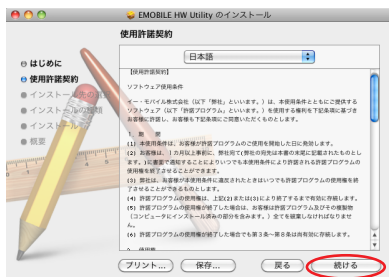 EMOBILE HW Utility のインストール
使用許諾契約
日本語
はじめに
使用許諾契約
インストール先の選
インストールの種類
インストール
概要
【使用許諾契約】
ソフトウェア使用条件
イー・モバイル株式会社（以下「弊社」といいます。）は、本使用条件とともにご提供する
ソフトウェア（以下「許諾プログラム」といいます。）を使用する権利を下記条項に基づき
お客様に許諾し、お客様も下記条項にご同意いただくものとします。
1. 期 間
(1) 本使用条件は、お客様が許諾プログラムのご使用を開始した日に発効します。
(2) お客様は、1カ月以上事前に、弊社宛て(弊社の宛先は本書の末尾に記載されたものとし
ます。)に書面で通知することによりいつでも本使用条件により許諾される許諾プログラムの
使用権を終了させることができます。
(3) 弊社は、お客様が本使用条件に違反されたときはいつでも許諾プログラムの使用権を終
了させることができるものとします。
(4) 許諾プログラムの使用権は、上記(2)または(3)により終了するまで有効に存続します。
(5) 許諾プログラムの使用権が終了した場合は、お客様は許諾プログラム及びその複製物
（コンピュータにインストール済みの部分を含みます。）全てを破棄しなければなりませ
ん。
(6) 許諾プログラムの使用権が終了した場合でも第3条〜第8条は尚有効に存続します。
2. 使用権
プリント...
保存...
戻る
続ける